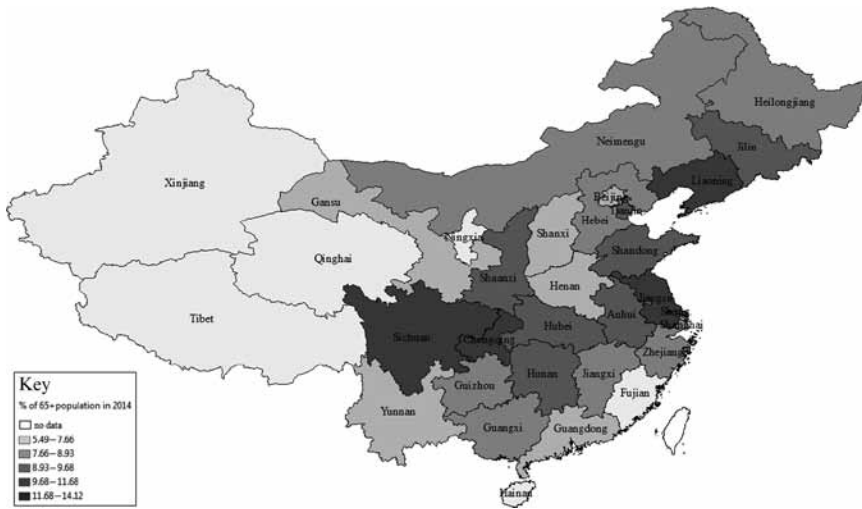 Heilongjiang
Neimengu
Jilin
Xinjiang
Liaoning
Gansu
Beijing
Tianjin
Hebei
Ningxia
Shanxi
Shandong
Qinghai
Shaanxi
Henan
Jiangsu
Tibet
Anhui
Shanghai
Sichuan
Hubei
Chongqing
Zhejiang
Hunan
Jiangxi
Guizhou
Fujian
Yunnan
Guangxi
Guangdong
Hainan
Key
% of 65+population in 2014
no data
5.49—7.66
7.66—8.93
8.93—9.68
9.68—11.68
11.68—14.12